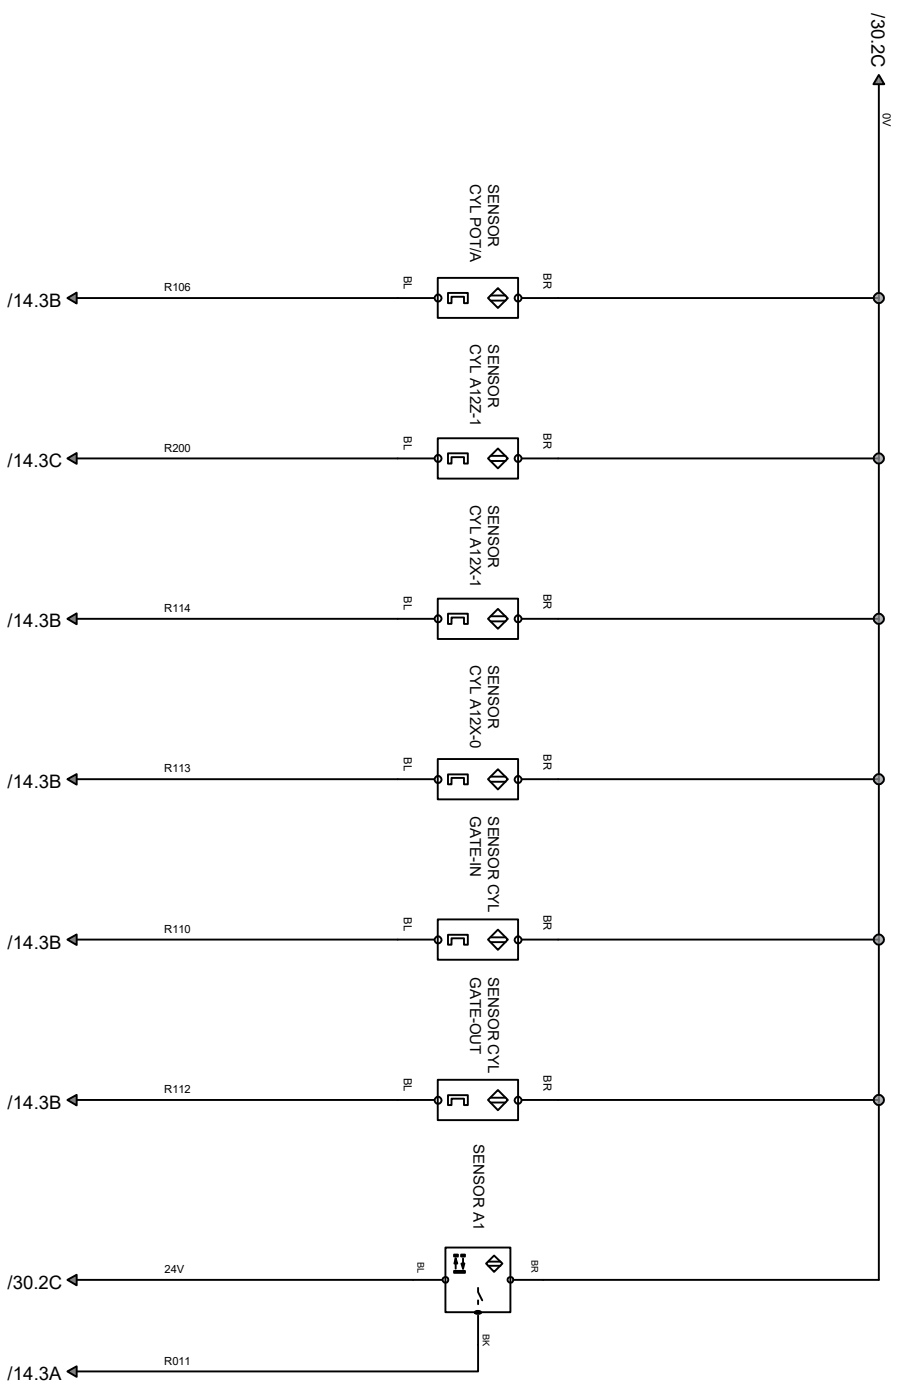 /30.2C
0V
SENSOR
CYL POT/A
/14.3B
R106
BL
BR
SENSOR
CYL A12Z-1
/14.3C
R200
BL
BR
SENSOR
CYL A12X-1
/14.3B
R114
BL
BR
SENSOR
CYL A12X-0
/14.3B
R113
BL
BR
SENSOR CYL
GATE-IN
/14.3B
R110
BL
BR
SENSOR CYL
GATE-OUT
/14.3B
R112
BL
BR
SENSOR A1
/30.2C
24V
BL
BR
BK
/14.3A
R011